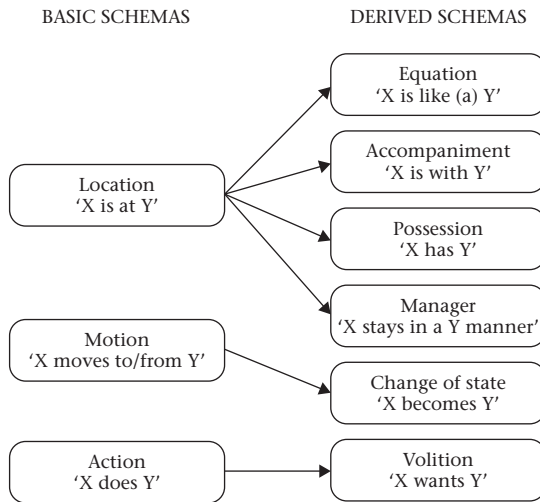 BASIC SCHEMAS
DERIVED SCHEMAS
Location
'X is at Y'
Motion
'X moves to/from Y'
Action
'X does Y'
Equation
'X is like (a) Y'
Accompaniment
'X is with Y'
Possession
'X has Y'
Manager
'X stays in a Y manner'
Change of state
'X becomes Y'
Volition
'X wants Y'